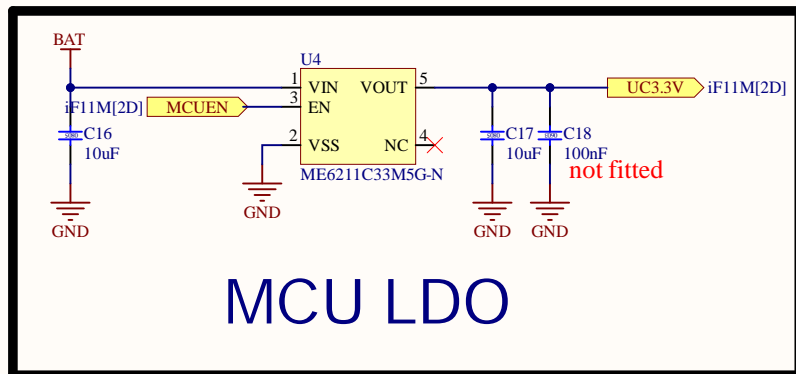 BAT
U4
1 VIN VOUT 5
iF11M[2D] MCUEN 3 EN
UC3.3V iF11M[2D]
2 VSS NC 4
C16
10uF
C17
10uF
C18
100nF
not fitted
ME6211C33M5G-N
GND
GND
GND
GND
MCU LDO